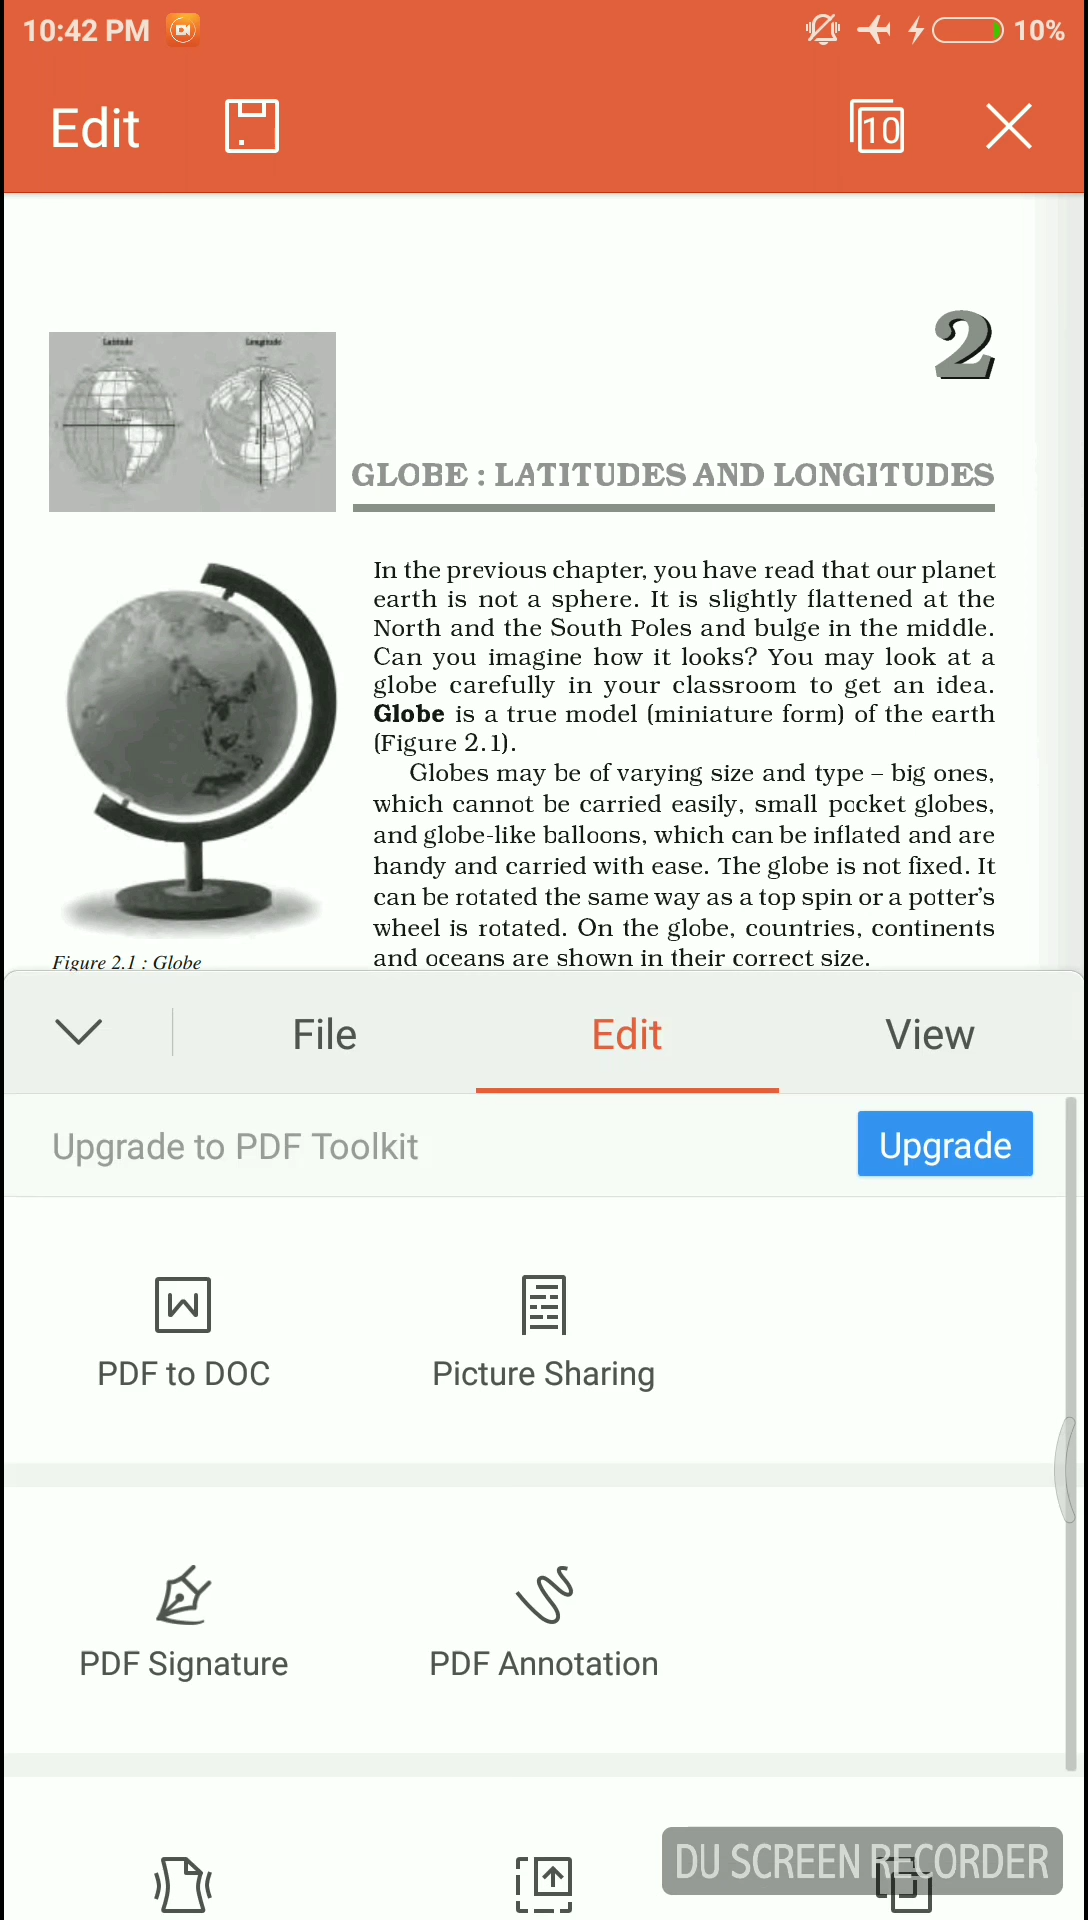 10:42 PM
10%
Edit
10
2
Latitude
Longitude
GLOBE : LATITUDES AND LONGITUDES
In the previous chapter, you have read that our planet
earth is not a sphere. It is slightly flattened at the
North and the South Poles and bulge in the middle.
Can you imagine how it looks? You may look at a
globe carefully in your classroom to get an idea.
Globe is a true model (miniature form) of the earth
(Figure 2.1).
Globes may be of varying size and type – big ones,
which cannot be carried easily, small pocket globes,
and globe-like balloons, which can be inflated and are
handy and carried with ease. The globe is not fixed. It
can be rotated the same way as a top spin or a potter’s
wheel is rotated. On the globe, countries, continents
and oceans are shown in their correct size.
Figure 2.1 : Globe
File
Edit
View
Upgrade to PDF Toolkit
Upgrade
PDF to DOC
Picture Sharing
PDF Signature
PDF Annotation
DU SCREEN RECORDER